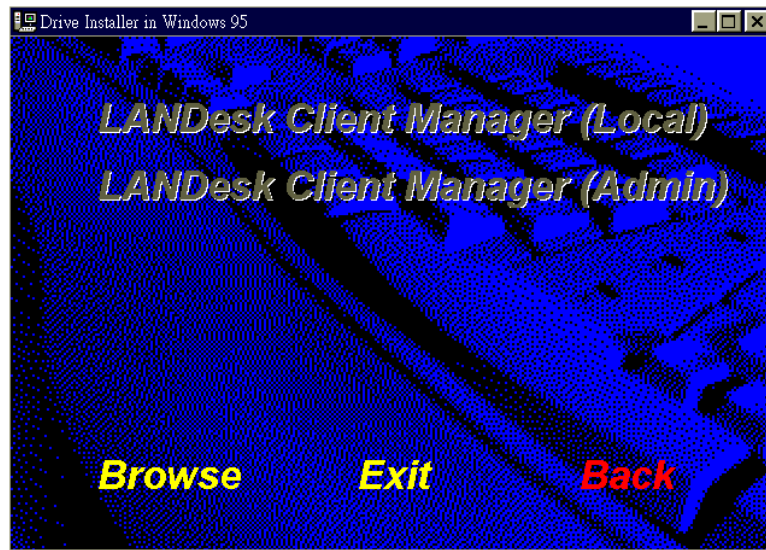 Drive Installer in Windows 95
LANDesk Client Manager (Local)
LANDesk Client Manager (Admin)
Browse Exit Back